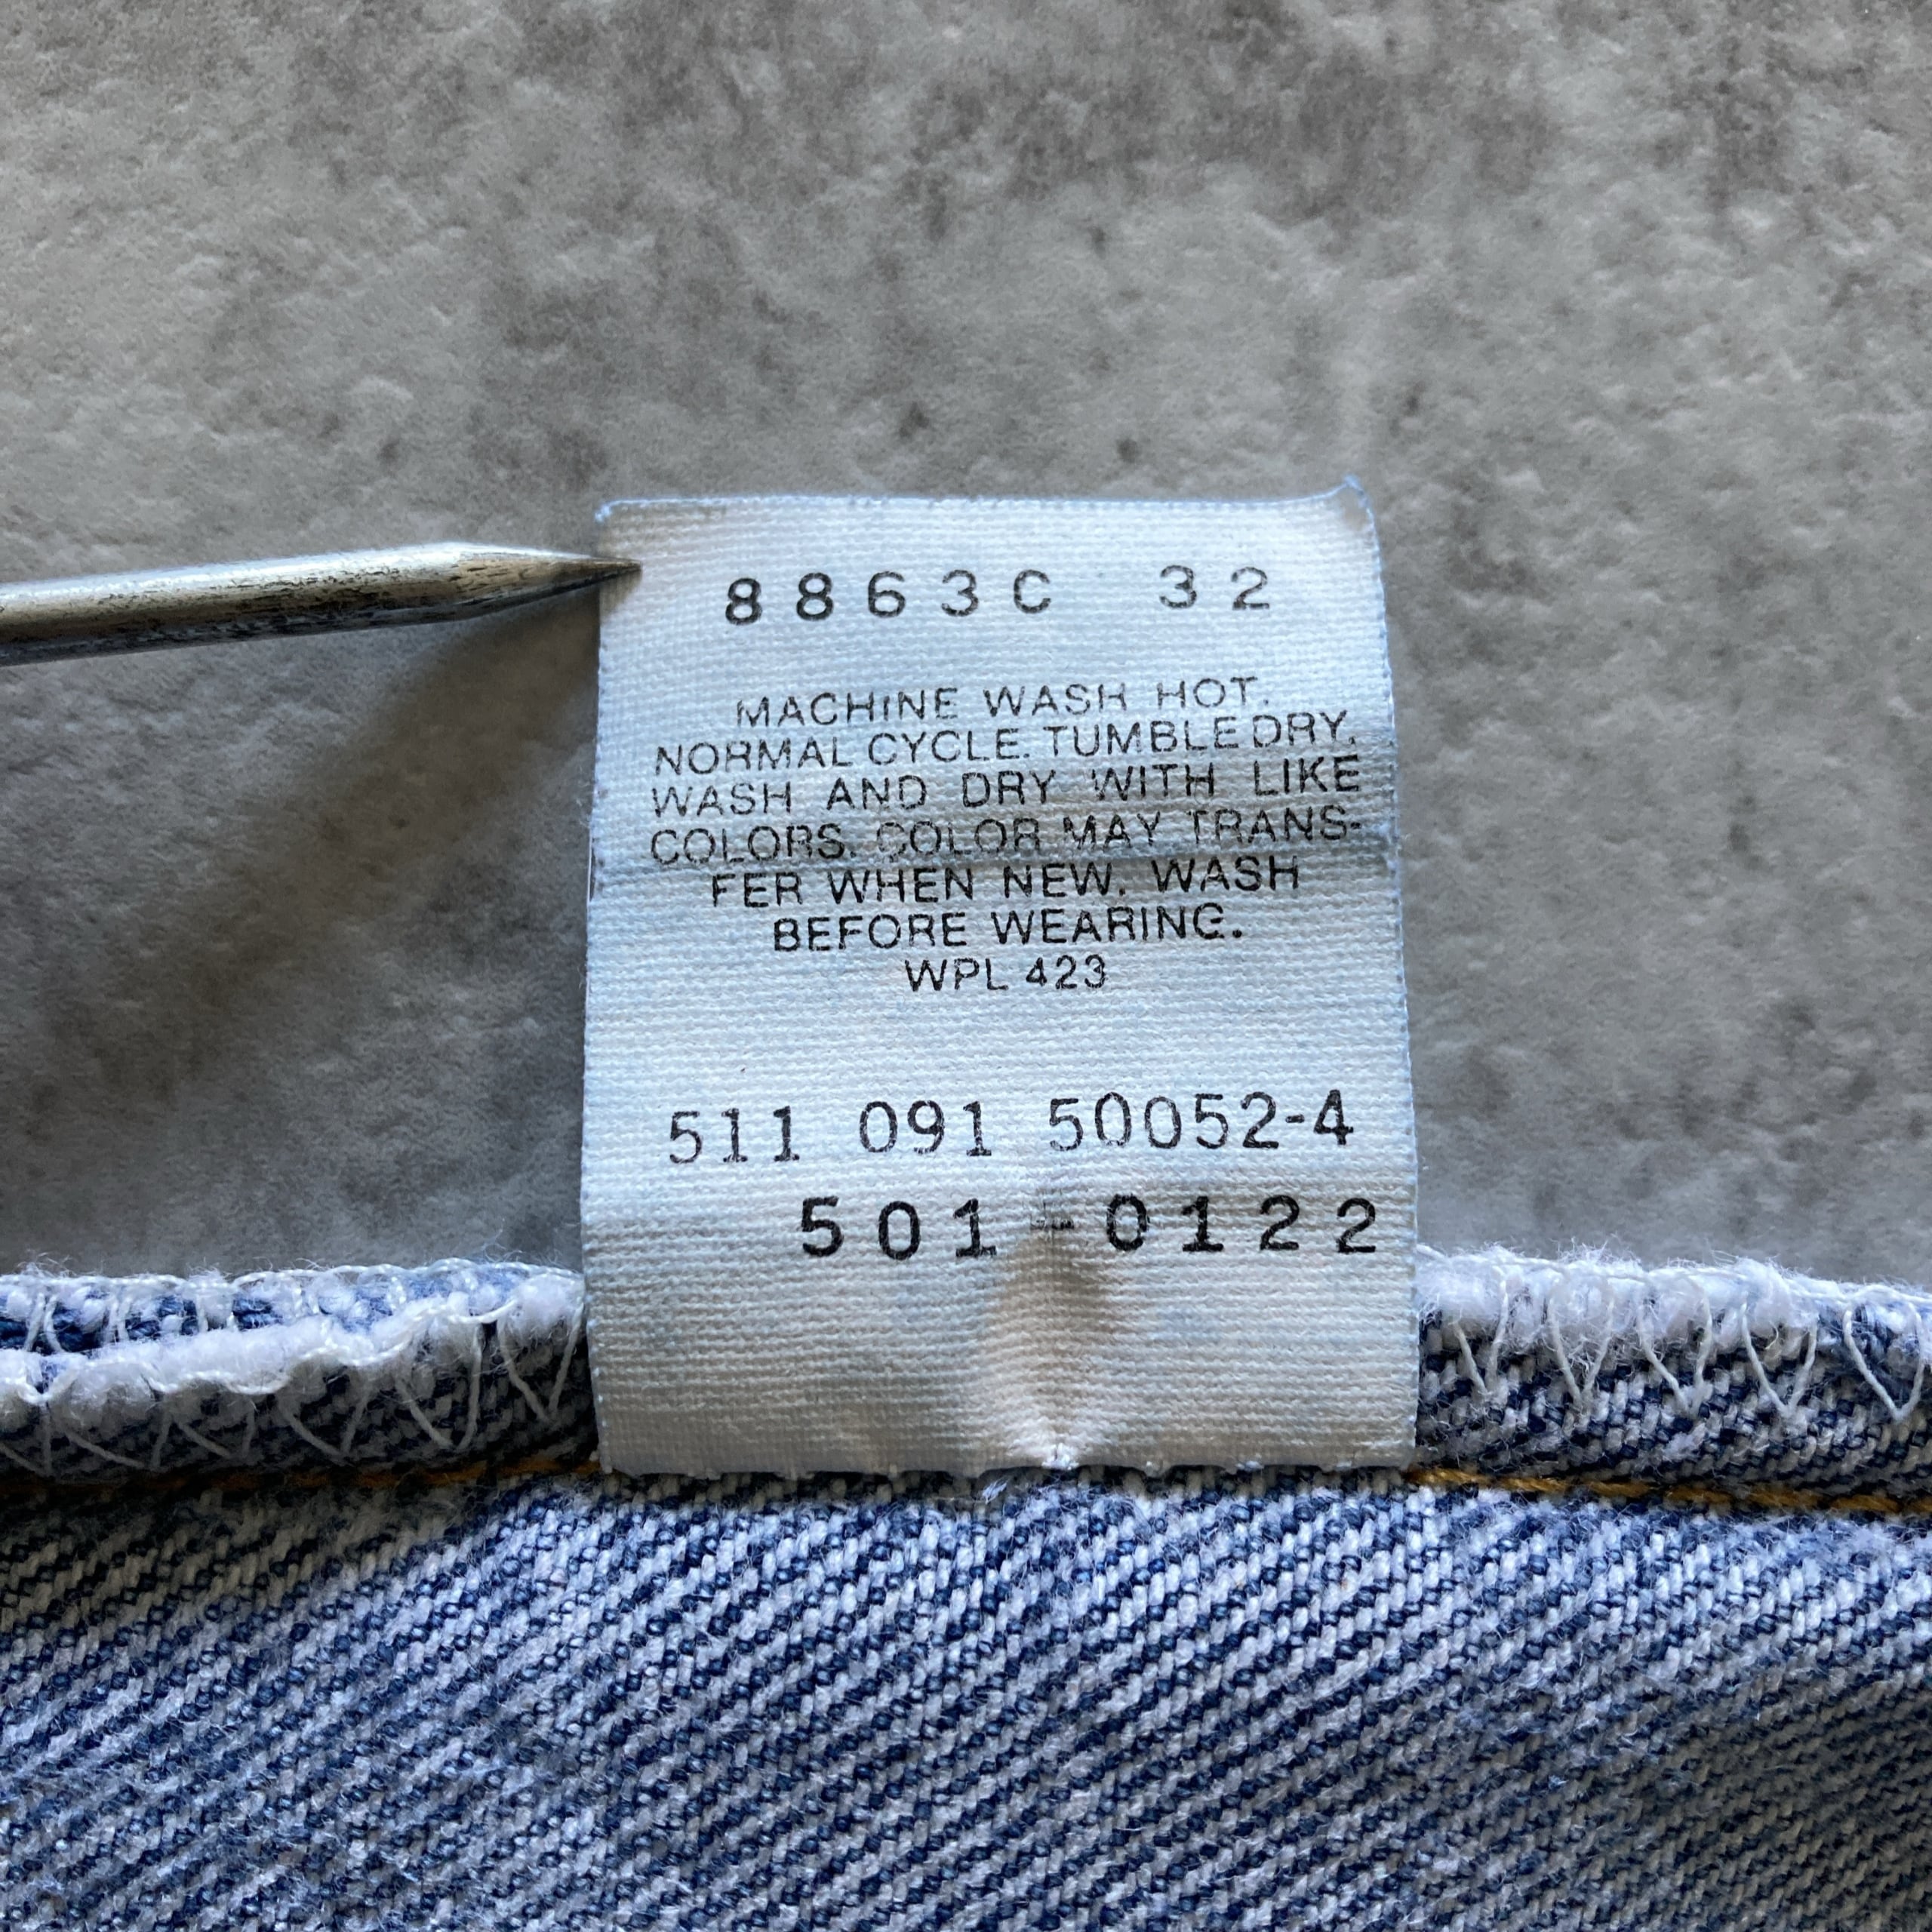 8863C 32
MACHINE WASH HOT.
NORMAL CYCLE. TUMBLE DRY.
WASH AND DRY WITH LIKE
COLORS. COLOR MAY TRANS-
FER WHEN NEW. WASH
BEFORE WEARING.
WPL 423
511 091 50052-4
501-0122